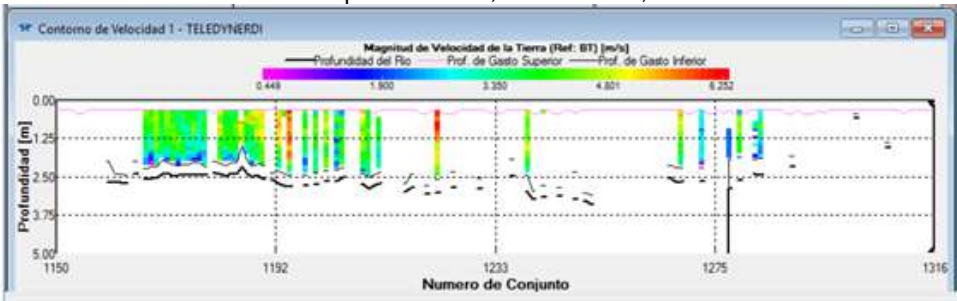 Contorno de Velocidad 1 - TELEDYNERDI
Magnitud de Velocidad de la Tierra (Ref: BT) [m/s]
Profundidad del Rio Prof. de Gasto Superior Prof. de Gasto Inferior
0.449 1.900 3.350 4.801 6.252
0.00
1.25
2.50
3.75
5.00
Profundidad [m]
1150 1192 1233 1275 1316
Numero de Conjunto